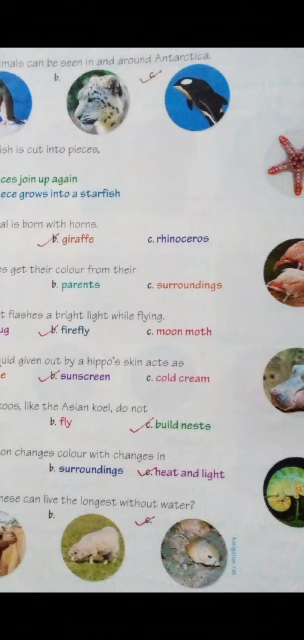 imals can be seen in and around Antarctica.
b. c.
ish is cut into pieces,
ces join up again
ece grows into a starfish
al is born with horns.
b. giraffe c. rhinoceros
s get their colour from their
b. parents c. surroundings
t flashes a bright light while flying.
ug b. firefly c. moon moth
quid given out by a hippo's skin acts as
e b. sunscreen c. cold cream
koos, like the Asian koel, do not
b. fly c. build nests
on changes colour with changes in
b. surroundings c. heat and light
hese can live the longest without water?
b. c.
Kangaroo rat